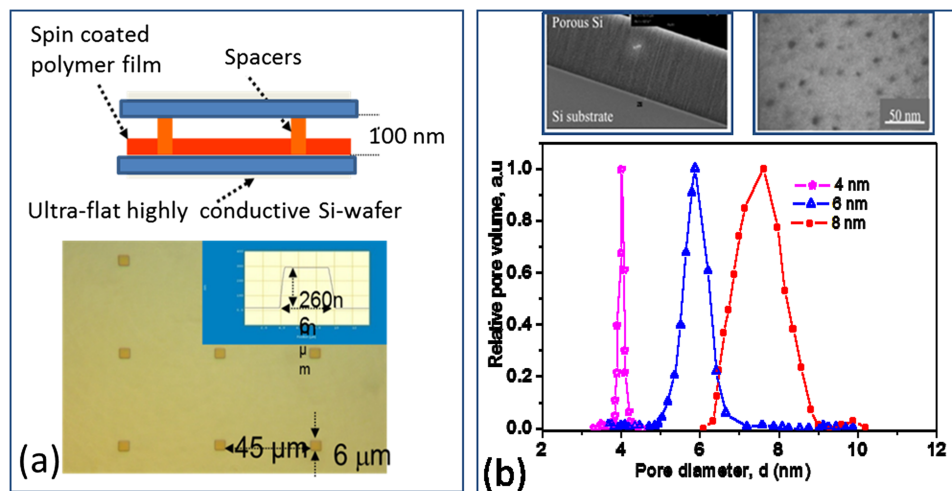 Spin coated
polymer film
Spacers
100 nm
Ultra-flat highly conductive Si-wafer
260n
m
6
µ
m
45 µm
6 µm
(a)
Porous Si
Si substrate
50 nm
Relative pore volume, a.u
1.0
0.8
0.6
0.4
0.2
0.0
4 nm
6 nm
8 nm
2 4 6 8 10 12
Pore diameter, d (nm)
(b)